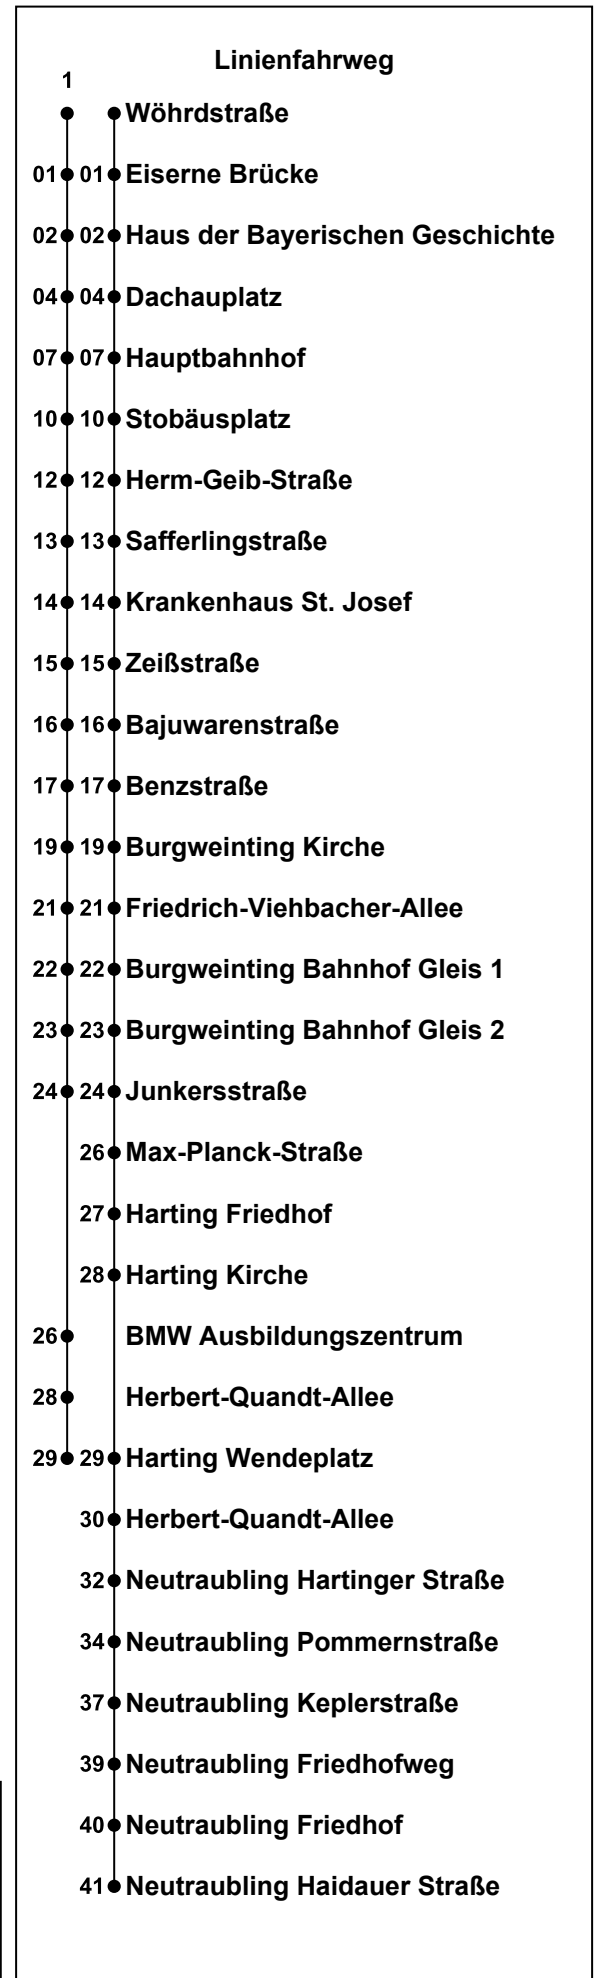 Linienfahrweg
1
Wöhrdstraße
01 01 Eiserne Brücke
02 02 Haus der Bayerischen Geschichte
04 04 Dachauplatz
07 07 Hauptbahnhof
10 10 Stobäusplatz
12 12 Herm-Geib-Straße
13 13 Safferlingstraße
14 14 Krankenhaus St. Josef
15 15 Zeißstraße
16 16 Bajuwarenstraße
17 17 Benzstraße
19 19 Burgweinting Kirche
21 21 Friedrich-Viehbacher-Allee
22 22 Burgweinting Bahnhof Gleis 1
23 23 Burgweinting Bahnhof Gleis 2
24 24 Junkersstraße
26 Max-Planck-Straße
27 Harting Friedhof
28 Harting Kirche
26 BMW Ausbildungszentrum
28 Herbert-Quandt-Allee
29 29 Harting Wendeplatz
30 Herbert-Quandt-Allee
32 Neutraubling Hartinger Straße
34 Neutraubling Pommernstraße
37 Neutraubling Keplerstraße
39 Neutraubling Friedhofweg
40 Neutraubling Friedhof
41 Neutraubling Haidauer Straße